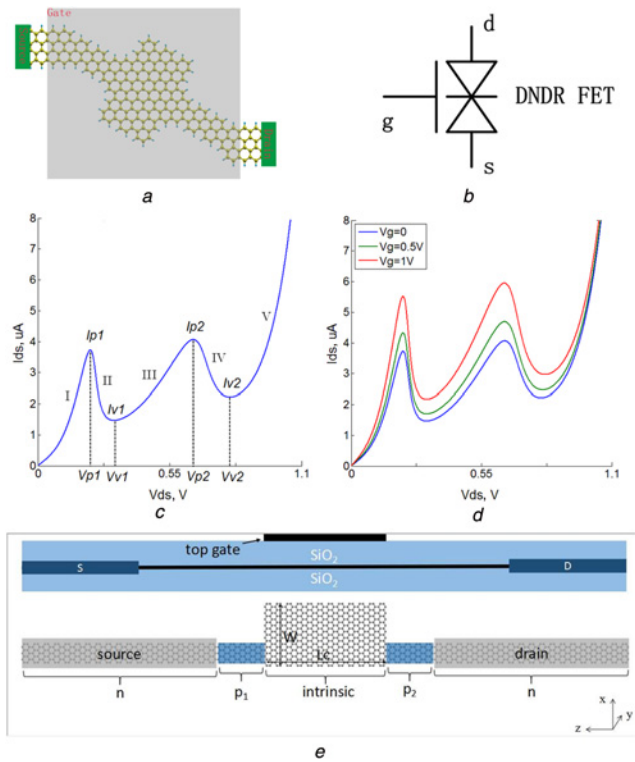 Gate
a
d
g
DNDR FET
s
b
8
7
6
5
4
3
2
1
0
Ids, uA
I
Ip1
II
Iv1
III
Ip2
IV
Iv2
V
0
Vp1
Vv1
0.55
Vp2
Vv2
1.1
Vds, V
c
8
7
6
5
4
3
2
1
0
Ids, uA
Vg=0
Vg=0.5V
Vg=1V
0
0.55
1.1
Vds, V
d
top gate
SiO2
S
D
SiO2
W
Lc
source
drain
n
p1
intrinsic
p2
n
x
y
z
e